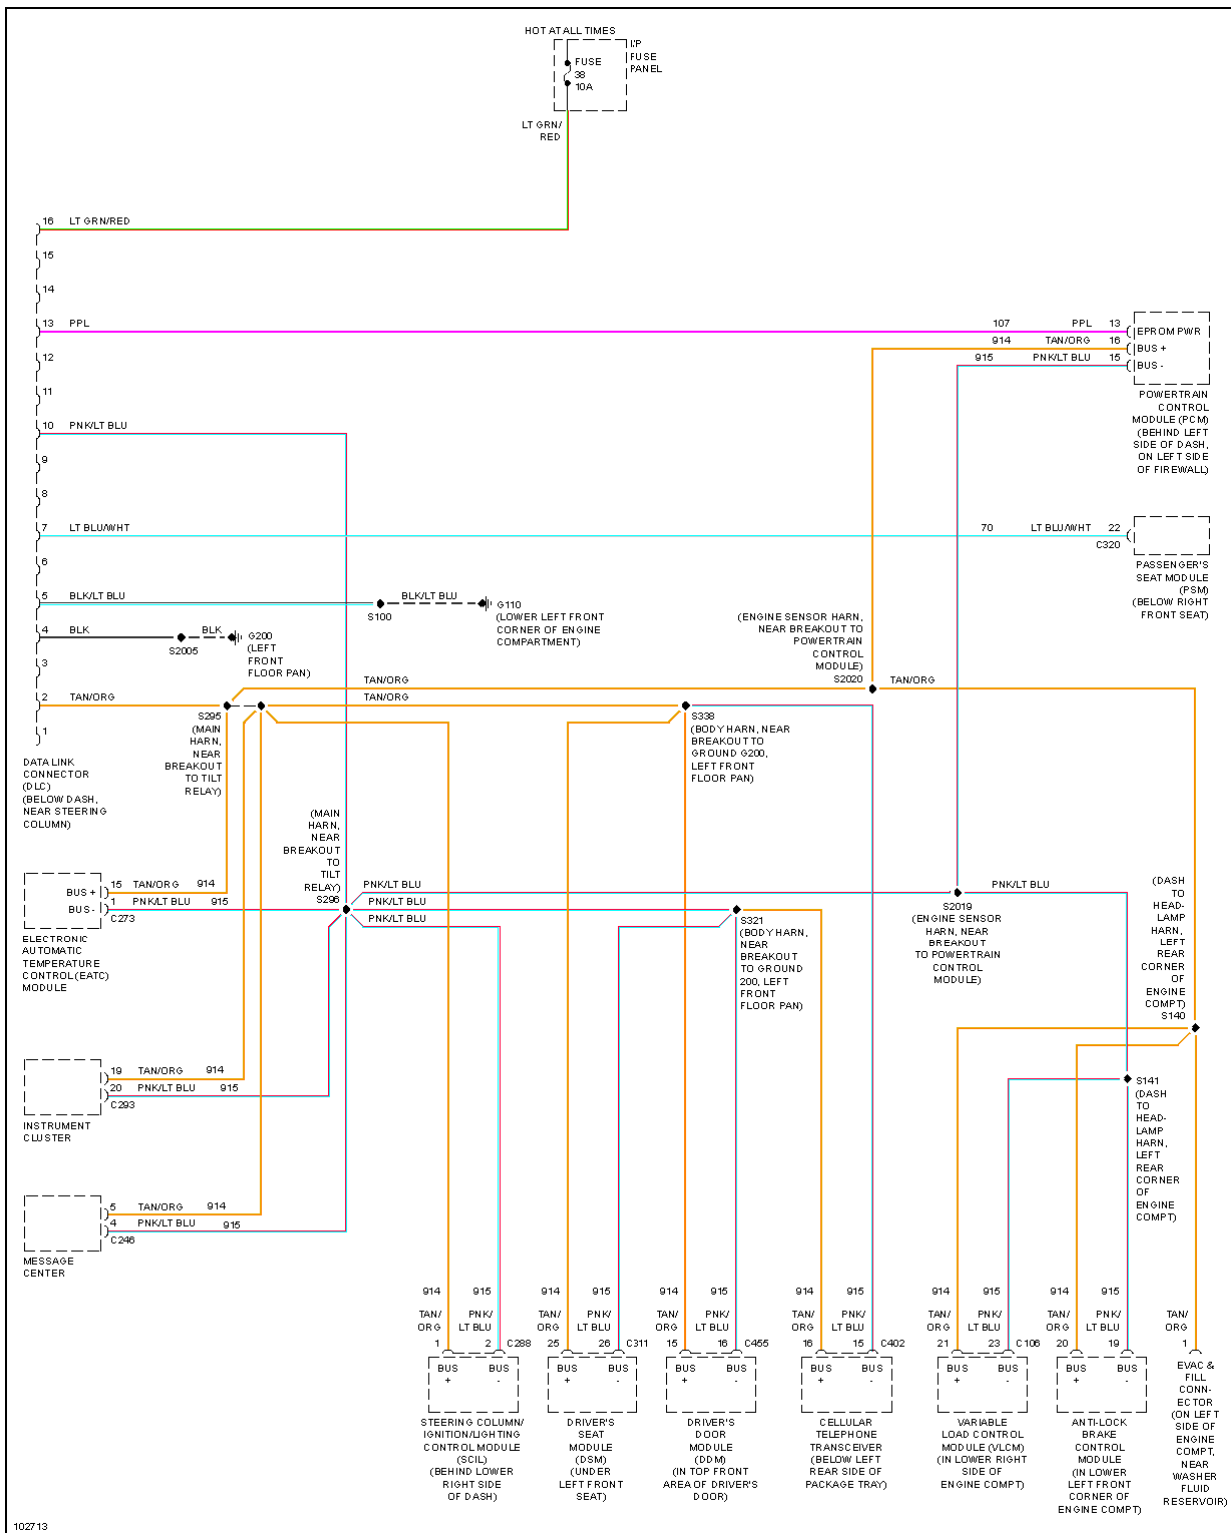 HOT AT ALL TIMES
FUSE
38
10A
I/P
FUSE
PANEL
LT GRN/
RED
16 LT GRN/RED
15
14
13 PPL
12
11
10 PNK/LT BLU
9
8
7 LT BLU/WHT
6
5 BLK/LT BLU
4 BLK
3
2 TAN/ORG
1
DATA LINK
CONNECTOR
(DLC)
(BELOW DASH,
NEAR STEERING
COLUMN)
107 PPL 13
914 TAN/ORG 16
915 PNK/LT BLU 15
EPROM PWR
BUS +
BUS -
POWERTRAIN
CONTROL
MODULE (PCM)
(BEHIND LEFT
SIDE OF DASH,
ON LEFT SIDE
OF FIREWALL)
70 LT BLU/WHT 22
C320
PASSENGER'S
SEAT MODULE
(PSM)
(BELOW RIGHT
FRONT SEAT)
S100
BLK/LT BLU
G110
(LOWER LEFT FRONT
CORNER OF ENGINE
COMPARTMENT)
S2005
BLK
G200
(LEFT
FRONT
FLOOR PAN)
(ENGINE SENSOR HARN,
NEAR BREAKOUT TO
POWERTRAIN
CONTROL
MODULE)
S2020
TAN/ORG
TAN/ORG
TAN/ORG
S295
(MAIN
HARN,
NEAR
BREAKOUT
TO TILT
RELAY)
S338
(BODY HARN, NEAR
BREAKOUT TO
GROUND G200,
LEFT FRONT
FLOOR PAN)
(MAIN
HARN,
NEAR
BREAKOUT
TO
TILT
RELAY)
S296
PNK/LT BLU
PNK/LT BLU
PNK/LT BLU
S321
(BODY HARN,
NEAR
BREAKOUT
TO GROUND
200, LEFT
FRONT
FLOOR PAN)
PNK/LT BLU
S2019
(ENGINE SENSOR
HARN, NEAR
BREAKOUT
TO POWERTRAIN
CONTROL
MODULE)
(DASH
TO
HEAD-
LAMP
HARN,
LEFT
REAR
CORNER
OF
ENGINE
COMPT)
S140
S141
(DASH
TO
HEAD-
LAMP
HARN,
LEFT
REAR
CORNER
OF
ENGINE
COMPT)
BUS +
BUS -
15 TAN/ORG 914
1 PNK/LT BLU 915
C273
ELECTRONIC
AUTOMATIC
TEMPERATURE
CONTROL (EATC)
MODULE
19 TAN/ORG 914
20 PNK/LT BLU 915
C293
INSTRUMENT
CLUSTER
5 TAN/ORG 914
4 PNK/LT BLU 915
C246
MESSAGE
CENTER
914 915
TAN/ PNK/
ORG LT BLU
1 2 C288
BUS BUS
+ -
STEERING COLUMN/
IGNITION/LIGHTING
CONTROL MODULE
(SCIL)
(BEHIND LOWER
RIGHT SIDE
OF DASH)
914 915
TAN/ PNK/
ORG LT BLU
25 26 C311
BUS BUS
+ -
DRIVER'S
SEAT
MODULE
(DSM)
(UNDER
LEFT FRONT
SEAT)
914 915
TAN/ PNK/
ORG LT BLU
15 16 C455
BUS BUS
+ -
DRIVER'S
DOOR
MODULE
(DDM)
(IN TOP FRONT
AREA OF DRIVER'S
DOOR)
914 915
TAN/ PNK/
ORG LT BLU
16 15 C402
BUS BUS
+ -
CELLULAR
TELEPHONE
TRANSCEIVER
(BELOW LEFT
REAR SIDE OF
PACKAGE TRAY)
914 915
TAN/ PNK/
ORG LT BLU
21 23 C106
BUS BUS
+ -
VARIABLE
LOAD CONTROL
MODULE (VLCM)
(IN LOWER RIGHT
SIDE OF
ENGINE COMPT)
914 915
TAN/ PNK/
ORG LT BLU
20 19
BUS BUS
+ -
ANTI-LOCK
BRAKE
CONTROL
MODULE
(IN LOWER
LEFT FRONT
CORNER OF
ENGINE COMPT)
TAN/
ORG
1
EVAC &
FILL
CONN-
ECTOR
(ON LEFT
SIDE OF
ENGINE
COMPT,
NEAR
WASHER
FLUID
RESERVOIR)
102713